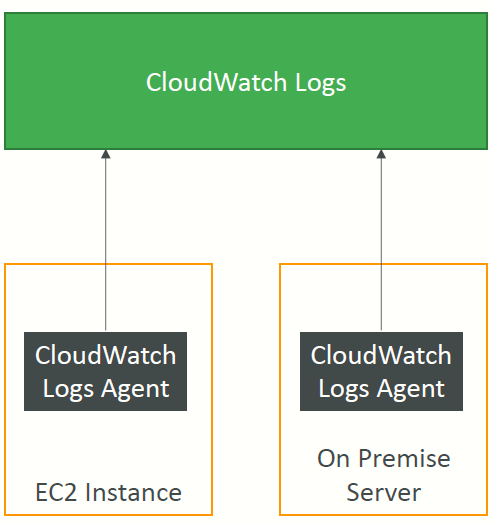 CloudWatch Logs
CloudWatch
Logs Agent
EC2 Instance
CloudWatch
Logs Agent
On Premise
Server